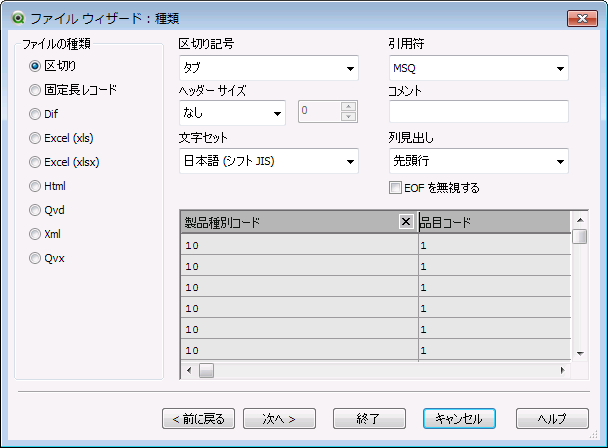 ファイル ウィザード : 種類
ファイルの種類
区切り
固定長レコード
Dif
Excel (xls)
Excel (xlsx)
Html
Qvd
Xml
Qvx
区切り記号
タブ
引用符
MSQ
ヘッダー サイズ
なし
0
コメント
文字セット
日本語 (シフト JIS)
列見出し
先頭行
EOF を無視する
製品種別コード 品目コード
10 1
10 1
10 1
10 1
10 1
10 1
< 前に戻る 次へ > 終了 キャンセル ヘルプ